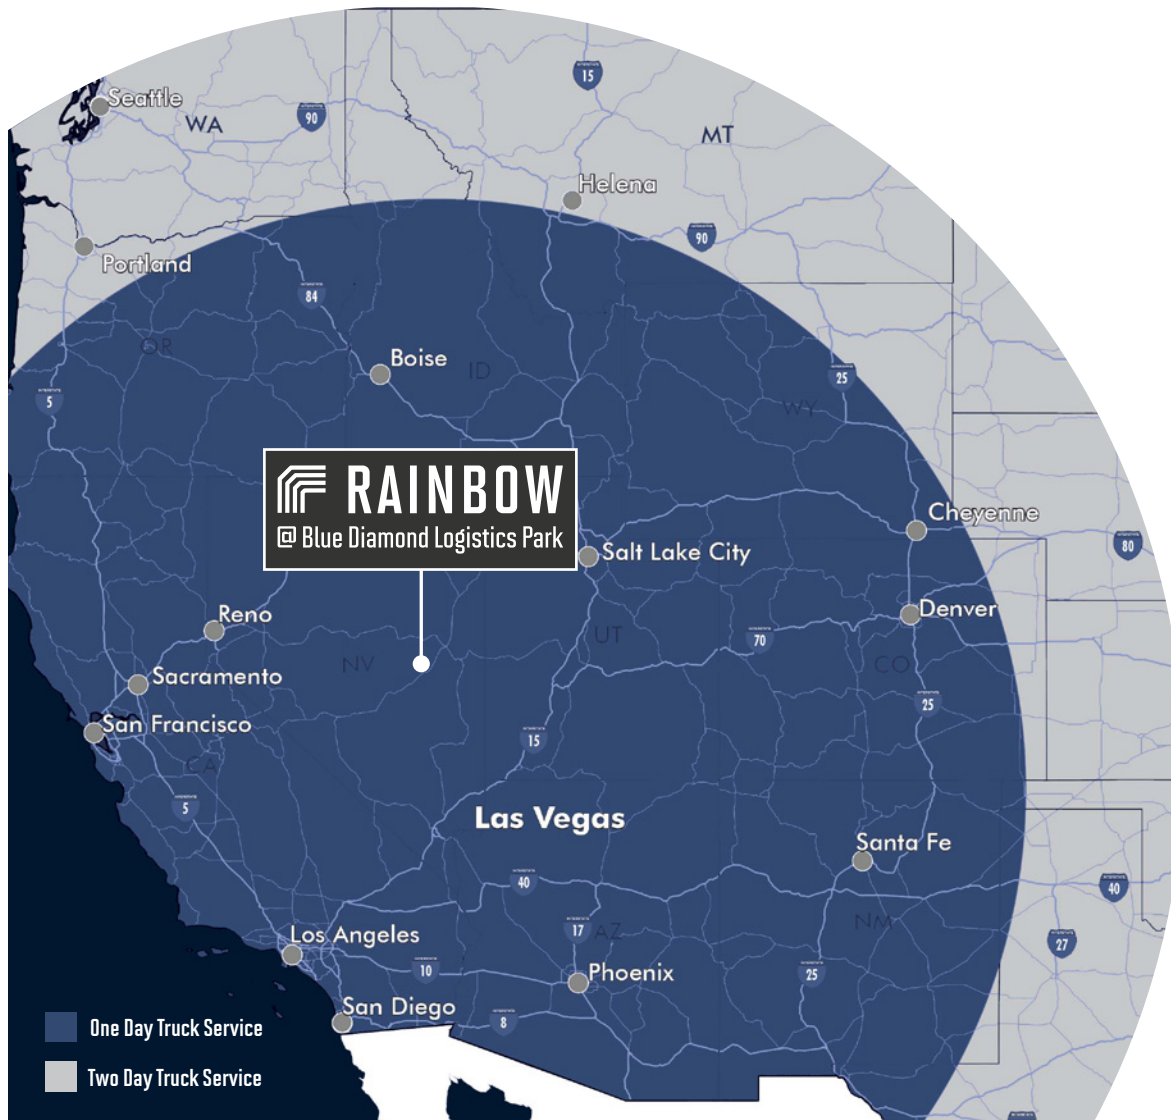 15
Seattle
WA
90
MT
Helena
90
Portland
84
OR
Boise
ID
25
5
WY
RAINBOW
@ Blue Diamond Logistics Park
Cheyenne
80
Salt Lake City
Reno
Denver
UT
70
NV
CO
Sacramento
25
San Francisco
15
CA
5
Las Vegas
Santa Fe
40
40
NM
17
AZ
Los Angeles
27
10
Phoenix
25
San Diego
8
One Day Truck Service
Two Day Truck Service